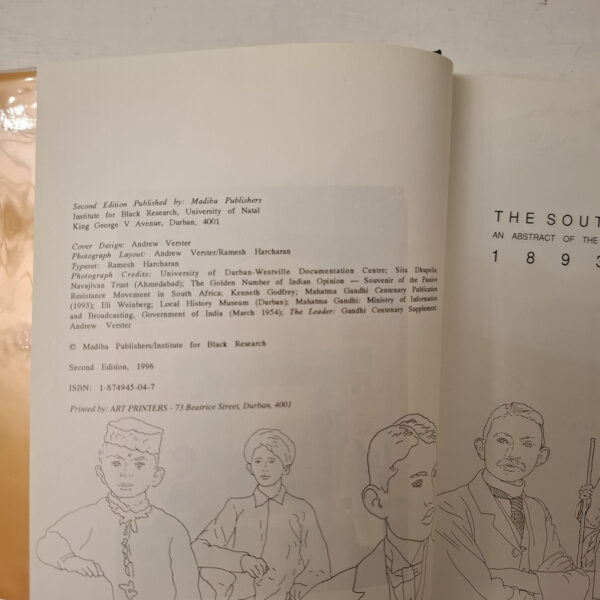 Second Edition Published by: Madiba Publishers
Institute for Black Research, University of Natal
King George V Avenue, Durban, 4001
Cover Design: Andrew Verster
Photograph Layout: Andrew Verster/Ramesh Harcharan
Typeset: Ramesh Harcharan
Photograph Credits: University of Durban-Westville Documentation Centre; Sita Dhupelia;
Navajivan Trust (Ahmedabad); The Golden Number of Indian Opinion — Souvenir of the Passive
Resistance Movement in South Africa; Kenneth Godfrey; Mahatma Gandhi Centenary Publication
(1993); Eli Weinberg; Local History Museum (Durban); Mahatma Gandhi: Ministry of Information
and Broadcasting, Government of India (March 1954); The Leader: Gandhi Centenary Supplement
Andrew Verster
© Madiba Publishers/Institute for Black Research
Second Edition, 1996
ISBN: 1-874945-04-7
Printed by: ART PRINTERS - 73 Beatrice Street, Durban, 4001
THE SOUT
AN ABSTRACT OF THE
1893